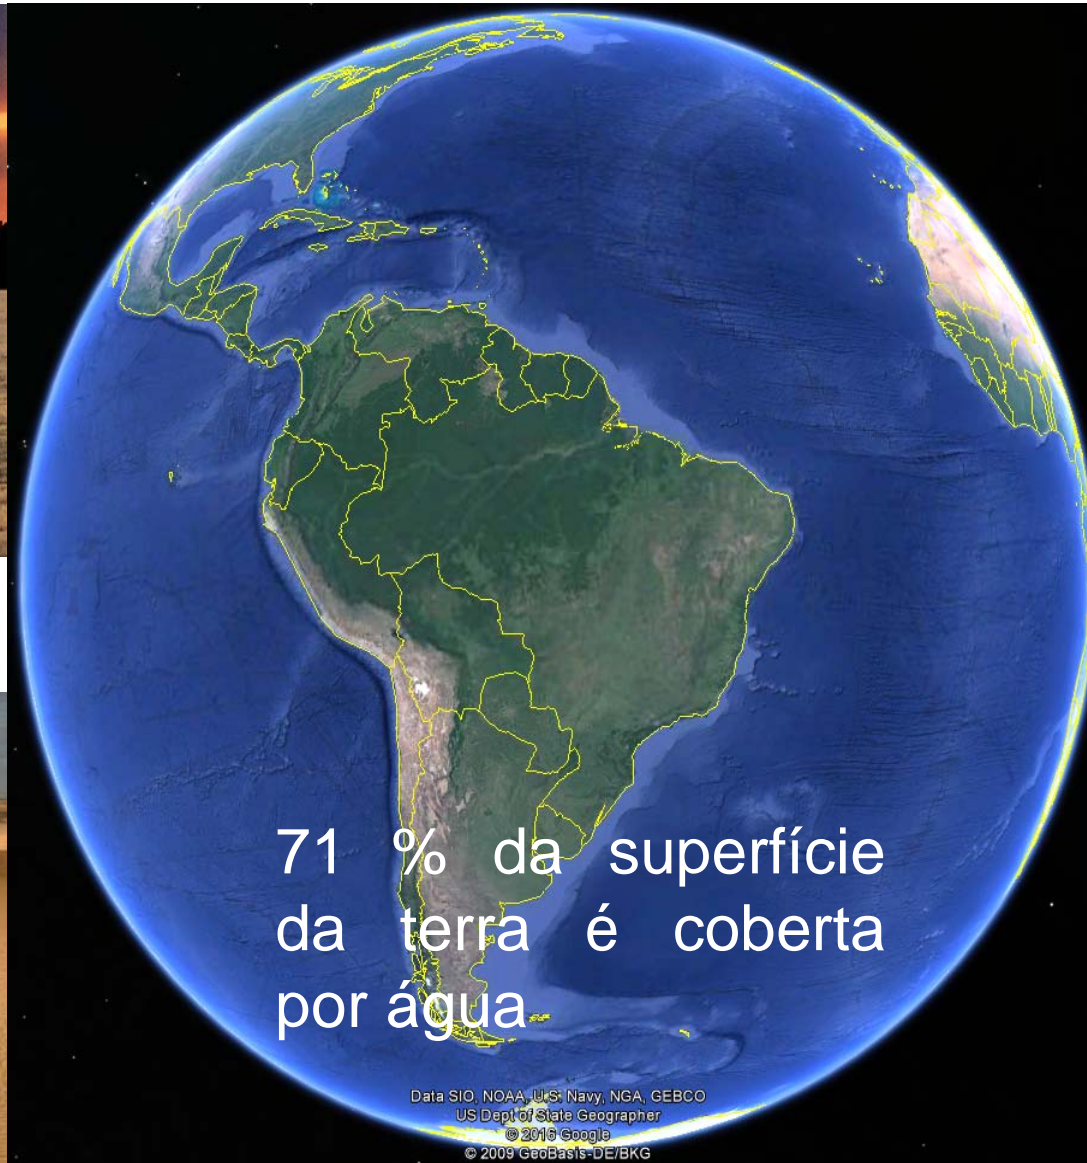 71 % da superfície
da terra é coberta
por água
Data SIO, NOAA, U.S. Navy, NGA, GEBCO
US Dept of State Geographer
© 2016 Google
© 2009 GeoBasis-DE/BKG